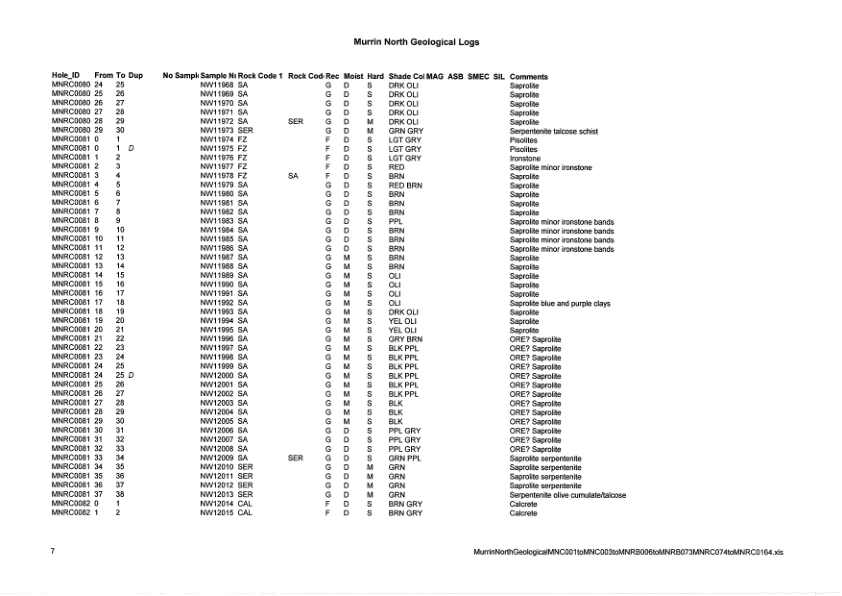 Murrin North Geological Logs
Hole_ID From To Dup No Sampl Sample N Rock Code 1 Rock Cod Rec Moist Hard Shade Col MAG ASB SMEC SIL Comments
MNRC0080 24 25 NW11968 SA G D S DRK OLI Saprolite
MNRC0080 25 26 NW11969 SA G D S DRK OLI Saprolite
MNRC0080 26 27 NW11970 SA G D S DRK OLI Saprolite
MNRC0080 27 28 NW11971 SA G D S DRK OLI Saprolite
MNRC0080 28 29 NW11972 SA SER G D M DRK OLI Saprolite
MNRC0080 29 30 NW11973 SER G D M GRN GRY Serpentenite talcose schist
MNRC0081 0 1 NW11974 FZ F D S LGT GRY Pisolites
MNRC0081 0 1 D NW11975 FZ F D S LGT GRY Pisolites
MNRC0081 1 2 NW11976 FZ F D S LGT GRY Ironstone
MNRC0081 2 3 NW11977 FZ F D S RED Saprolite minor ironstone
MNRC0081 3 4 NW11978 FZ SA F D S BRN Saprolite
MNRC0081 4 5 NW11979 SA G D S RED BRN Saprolite
MNRC0081 5 6 NW11980 SA G D S BRN Saprolite
MNRC0081 6 7 NW11981 SA G D S BRN Saprolite
MNRC0081 7 8 NW11982 SA G D S BRN Saprolite
MNRC0081 8 9 NW11983 SA G D S PPL Saprolite minor ironstone bands
MNRC0081 9 10 NW11984 SA G D S BRN Saprolite minor ironstone bands
MNRC0081 10 11 NW11985 SA G D S BRN Saprolite minor ironstone bands
MNRC0081 11 12 NW11986 SA G D S BRN Saprolite minor ironstone bands
MNRC0081 12 13 NW11987 SA G M S BRN Saprolite
MNRC0081 13 14 NW11988 SA G M S BRN Saprolite
MNRC0081 14 15 NW11989 SA G M S OLI Saprolite
MNRC0081 15 16 NW11990 SA G M S OLI Saprolite
MNRC0081 16 17 NW11991 SA G M S OLI Saprolite
MNRC0081 17 18 NW11992 SA G M S OLI Saprolite blue and purple clays
MNRC0081 18 19 NW11993 SA G M S DRK OLI Saprolite
MNRC0081 19 20 NW11994 SA G M S YEL OLI Saprolite
MNRC0081 20 21 NW11995 SA G M S YEL OLI Saprolite
MNRC0081 21 22 NW11996 SA G M S GRY BRN ORE? Saprolite
MNRC0081 22 23 NW11997 SA G M S BLK PPL ORE? Saprolite
MNRC0081 23 24 NW11998 SA G M S BLK PPL ORE? Saprolite
MNRC0081 24 25 NW11999 SA G M S BLK PPL ORE? Saprolite
MNRC0081 24 25 D NW12000 SA G M S BLK PPL ORE? Saprolite
MNRC0081 25 26 NW12001 SA G M S BLK PPL ORE? Saprolite
MNRC0081 26 27 NW12002 SA G M S BLK PPL ORE? Saprolite
MNRC0081 27 28 NW12003 SA G M S BLK ORE? Saprolite
MNRC0081 28 29 NW12004 SA G M S BLK ORE? Saprolite
MNRC0081 29 30 NW12005 SA G M S BLK ORE? Saprolite
MNRC0081 30 31 NW12006 SA G D S PPL GRY ORE? Saprolite
MNRC0081 31 32 NW12007 SA G D S PPL GRY ORE? Saprolite
MNRC0081 32 33 NW12008 SA G D S PPL GRY ORE? Saprolite
MNRC0081 33 34 NW12009 SA SER G D S GRN PPL Saprolite serpentenite
MNRC0081 34 35 NW12010 SER G D M GRN Saprolite serpentenite
MNRC0081 35 36 NW12011 SER G D M GRN Saprolite serpentenite
MNRC0081 36 37 NW12012 SER G D M GRN Saprolite serpentenite
MNRC0081 37 38 NW12013 SER G D M GRN Serpentenite olive cumulate/talcose
MNRC0082 0 1 NW12014 CAL F D S BRN GRY Calcrete
MNRC0082 1 2 NW12015 CAL F D S BRN GRY Calcrete
7 MurrinNorthGeologicalMNC001toMNC003toMNRB006toMNRB073MNRC074toMNRC0164.xls